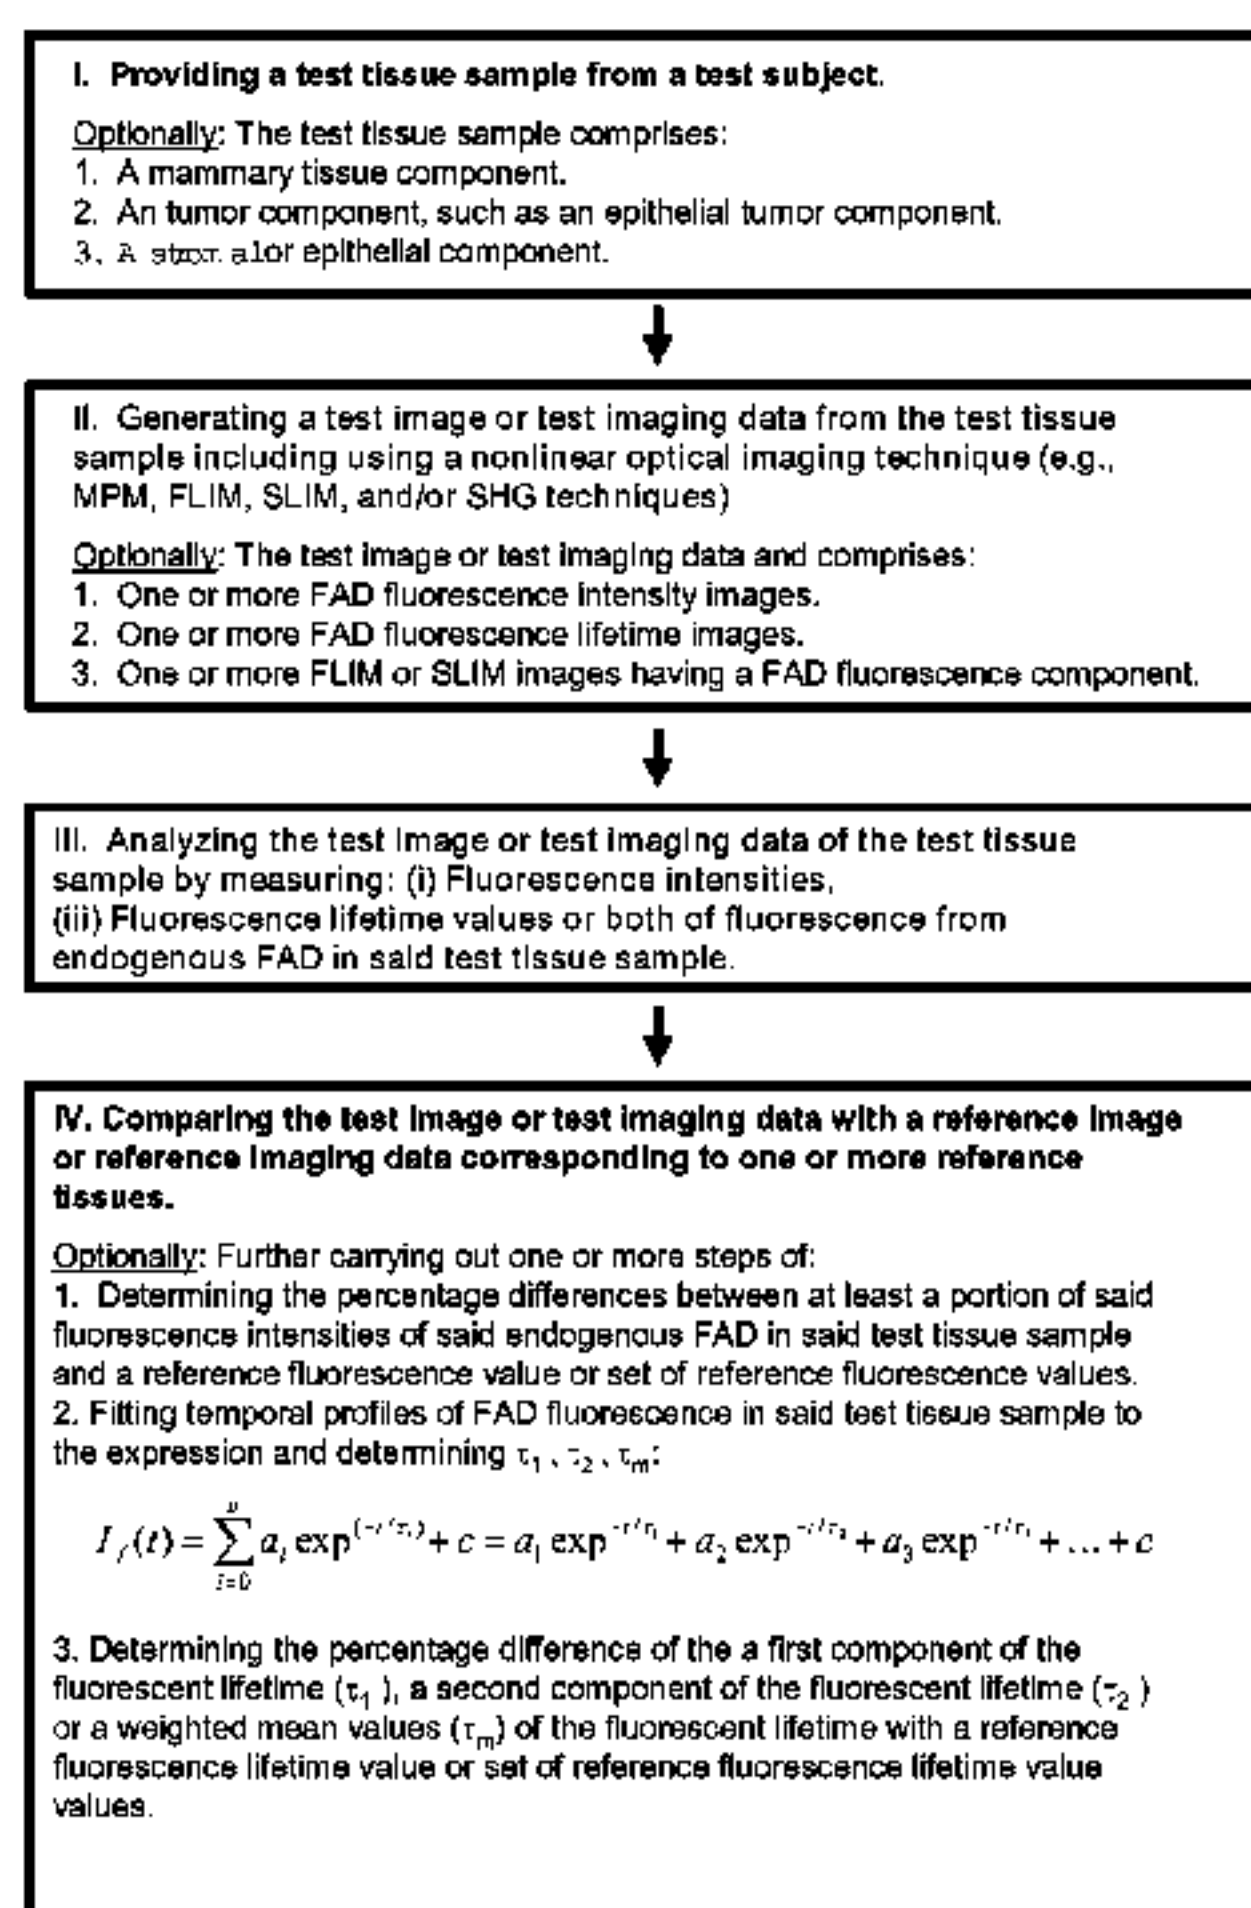 I. Providing a test tissue sample from a test subject.
Optionally: The test tissue sample comprises:
1. A mammary tissue component.
2. An tumor component, such as an epithelial tumor component.
3. A stromalor epithelial component.
II. Generating a test image or test imaging data from the test tissue
sample including using a nonlinear optical imaging technique (e.g.,
MPM, FLIM, SLIM, and/or SHG techniques)
Optionally: The test image or test imaging data and comprises:
1. One or more FAD fluorescence intensity images.
2. One or more FAD fluorescence lifetime images.
3. One or more FLIM or SLIM images having a FAD fluorescence component.
III. Analyzing the test image or test imaging data of the test tissue
sample by measuring: (i) Fluorescence intensities,
(iii) Fluorescence lifetime values or both of fluorescence from
endogenous FAD in said test tissue sample.
IV. Comparing the test image or test imaging data with a reference image
or reference imaging data corresponding to one or more reference
tissues.
Optionally: Further carrying out one or more steps of:
1. Determining the percentage differences between at least a portion of said
fluorescence intensities of said endogenous FAD in said test tissue sample
and a reference fluorescence value or set of reference fluorescence values.
2. Fitting temporal profiles of FAD fluorescence in said test tissue sample to
the expression and determining τ₁, τ₂, τₘ:
I_f(t) = ∑_{i=0}^{n} a_i exp^(-t/τ_i) + c = a₁ exp^-t/τ₁ + a₂ exp^-t/τ₂ + a₃ exp + ... + c
3. Determining the percentage difference of the a first component of the
fluorescent lifetime (τ₁ ), a second component of the fluorescent lifetime (τ₂ )
or a weighted mean values (τₘ) of the fluorescent lifetime with a reference
fluorescence lifetime value or set of reference fluorescence lifetime value
values.